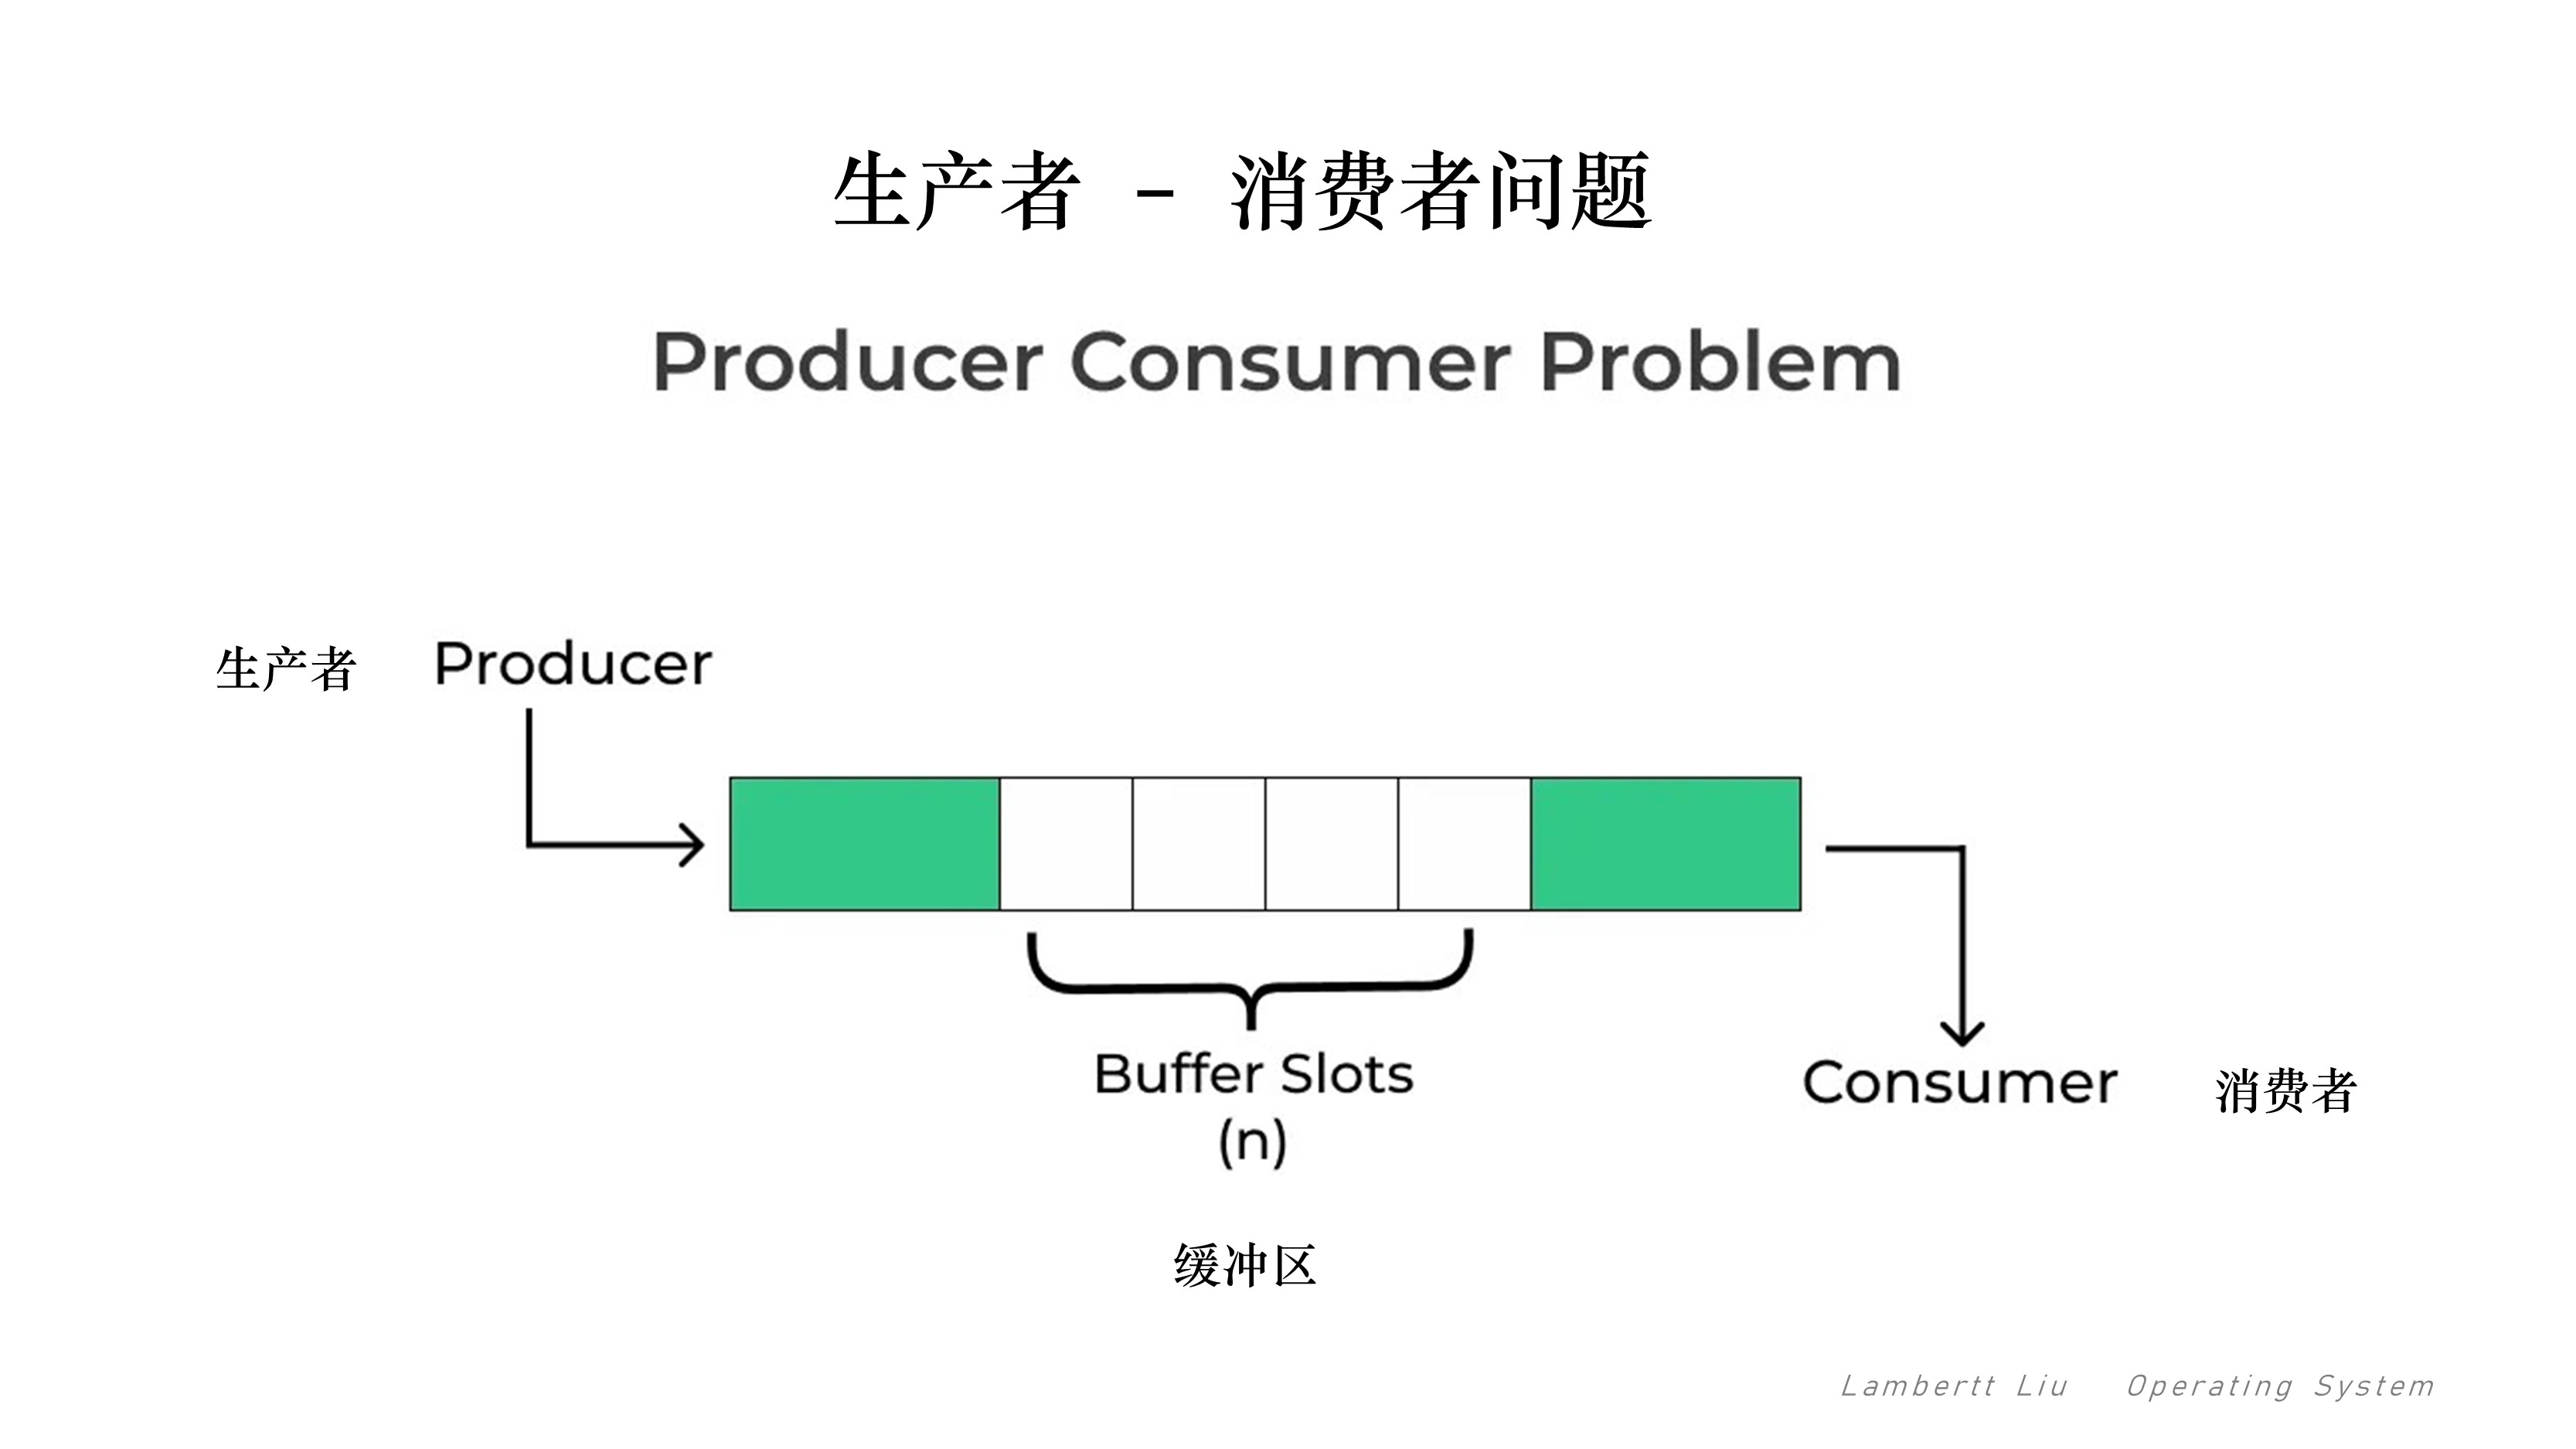 生产者 - 消费者问题
Producer Consumer Problem
生产者 Producer
Buffer Slots
(n)
Consumer 消费者
缓冲区
Lambertt Liu Operating System